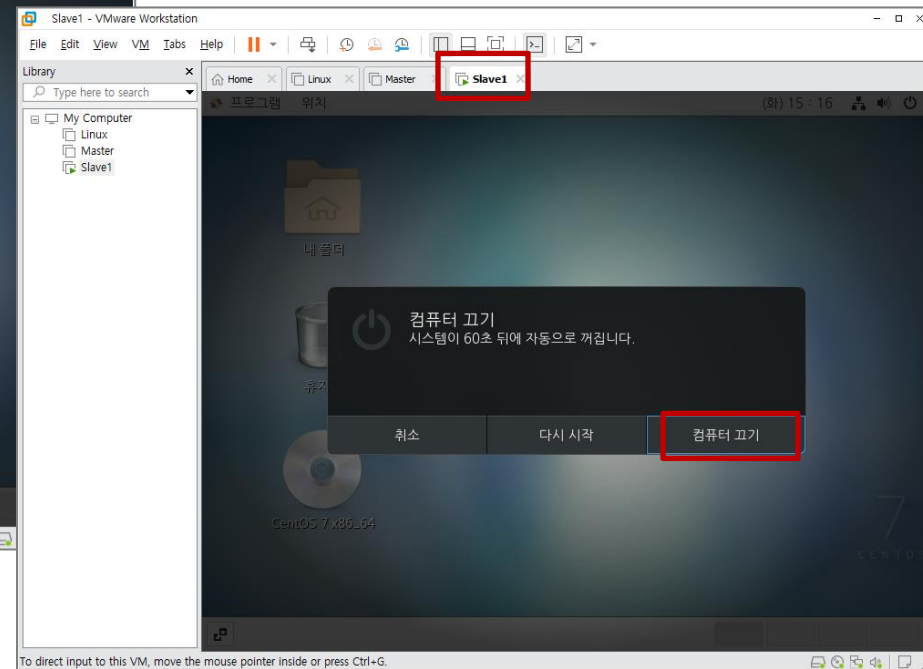 Slave1 - VMware Workstation
File Edit View VM Tabs Help
Library
Home Linux Master Slave1
Type here to search
프로그램 위치 (화) 15 : 16
My Computer
Linux
Master
Slave1
내 폴더
컴퓨터 끄기
시스템이 60초 뒤에 자동으로 꺼집니다.
취소 다시 시작 컴퓨터 끄기
CentOS 7 x86_64
7
CENTOS
To direct input to this VM, move the mouse pointer inside or press Ctrl+G.